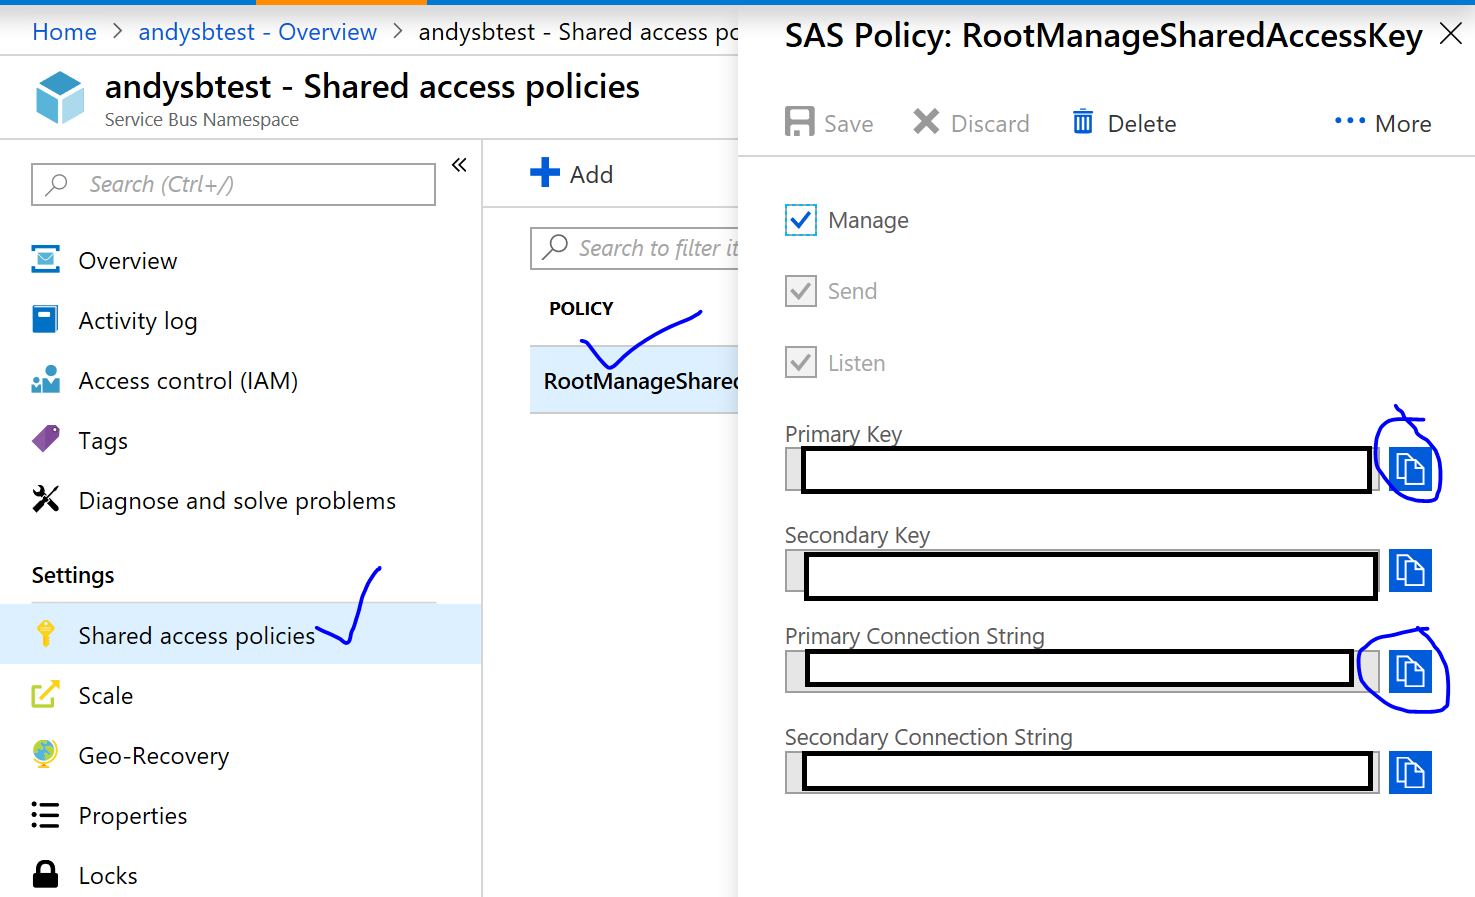 Home > andysbtest - Overview > andysbtest - Shared access po
andysbtest - Shared access policies
Service Bus Namespace
Search (Ctrl+/)
«
Overview
Activity log
Access control (IAM)
Tags
Diagnose and solve problems
Settings
Shared access policies
Scale
Geo-Recovery
Properties
Locks
Add
Search to filter it
POLICY
RootManageShared
SAS Policy: RootManageSharedAccessKey
Save
Discard
Delete
More
Manage
Send
Listen
Primary Key
Secondary Key
Primary Connection String
Secondary Connection String